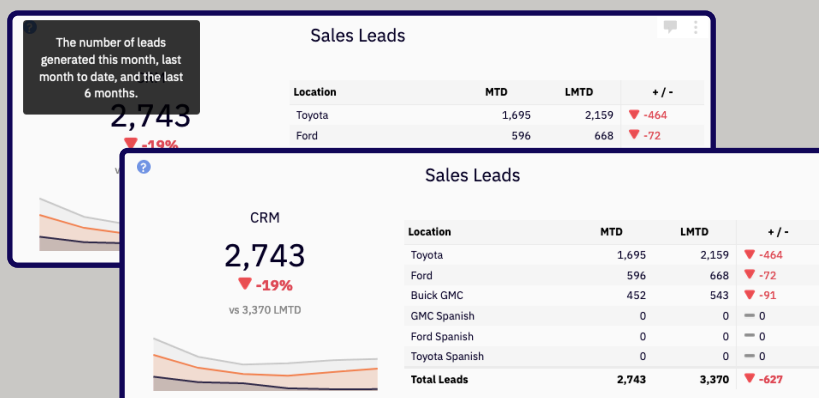 ?
The number of leads
generated this month, last
month to date, and the last
6 months.
Sales Leads
2,743
-19%
v
Location MTD LMTD + / -
Toyota 1,695 2,159 -464
Ford 596 668 -72
?
Sales Leads
CRM
2,743
-19%
vs 3,370 LMTD
Location MTD LMTD + / -
Toyota 1,695 2,159 -464
Ford 596 668 -72
Buick GMC 452 543 -91
GMC Spanish 0 0 0
Ford Spanish 0 0 0
Toyota Spanish 0 0 0
Total Leads 2,743 3,370 -627